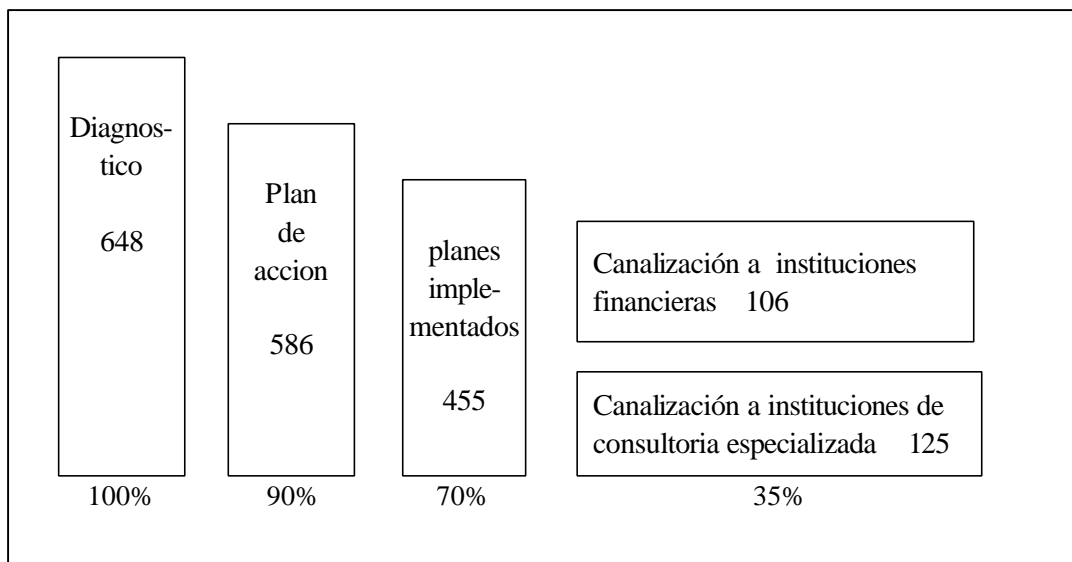 Diagnos-
tico
648
Plan
de
accion
586
planes
imple-
mentados
455
Canalización a instituciones
financieras 106
Canalización a instituciones de
consultoria especializada 125
100%
90%
70%
35%